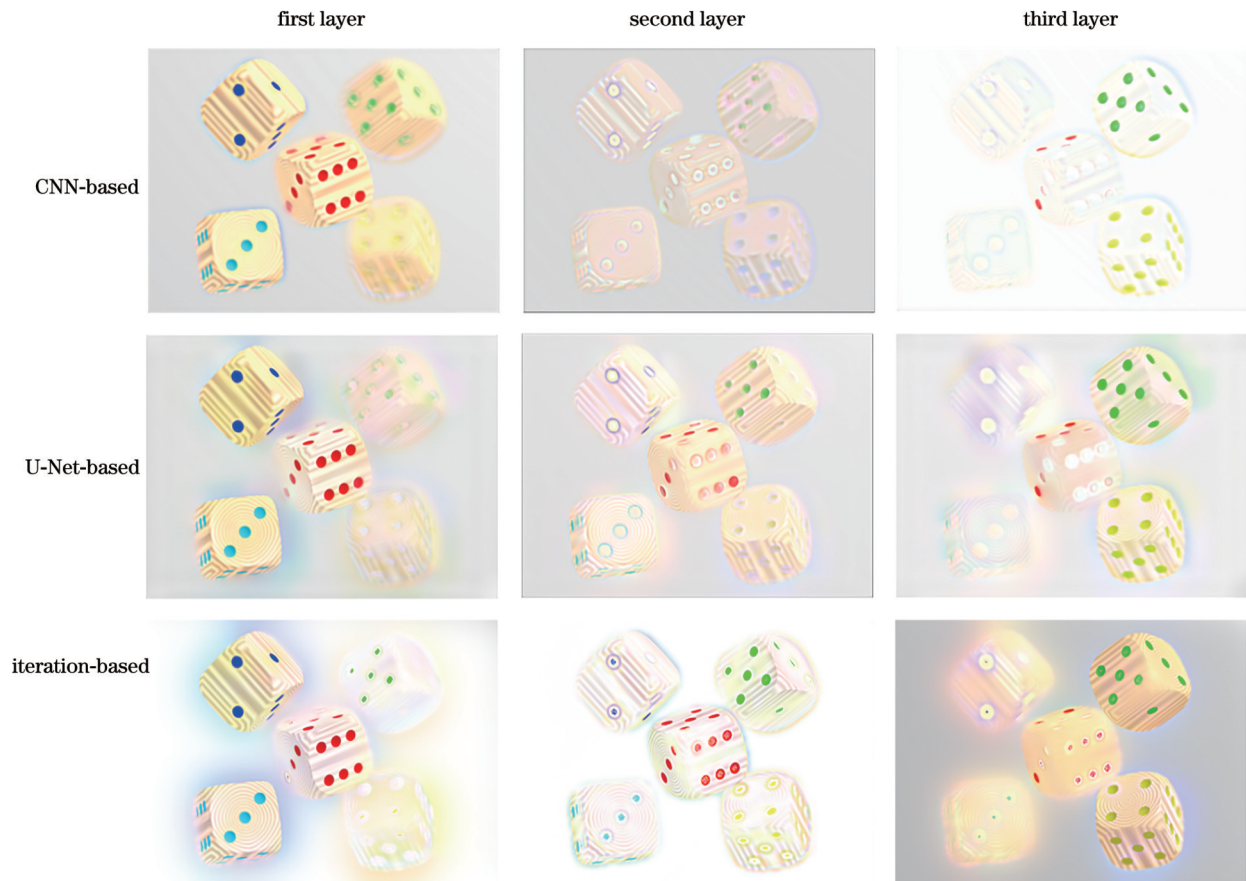 first layer
second layer
third layer
CNN-based
U-Net-based
iteration-based